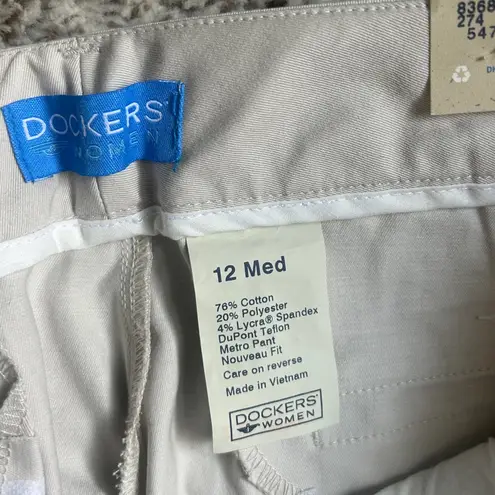 8368
274
547
DOCKERS
WOMEN
12 Med
76% Cotton
20% Polyester
4% Lycra® Spandex
DuPont Teflon
Metro Pant
Nouveau Fit
Care on reverse
Made in Vietnam
DOCKERS®
WOMEN